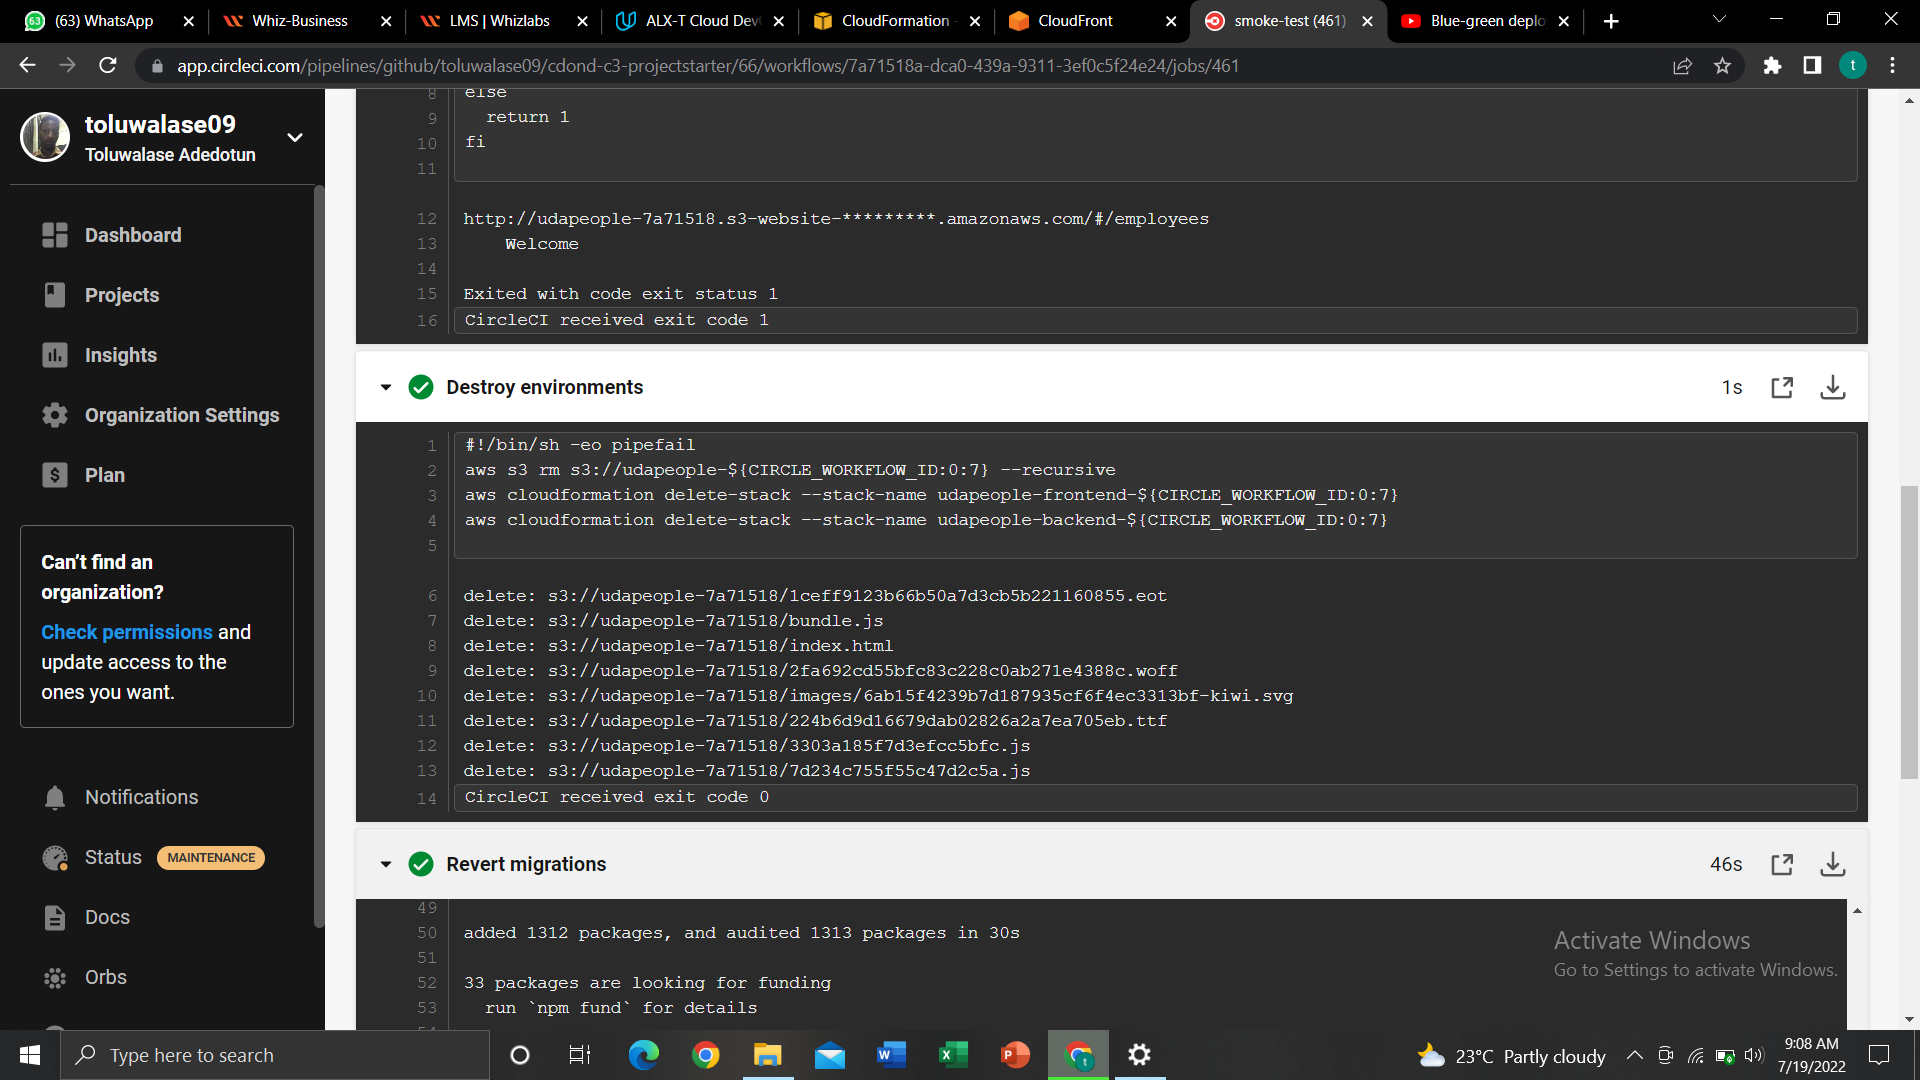 63
(63) WhatsApp
Whiz-Business
LMS | Whizlabs
ALX-T Cloud Dev
CloudFormation
CloudFront
smoke-test (461)
Blue-green deplo
app.circleci.com/pipelines/github/toluwalase09/cdond-c3-projectstarter/66/workflows/7a71518a-dca0-439a-9311-3ef0c5f24e24/jobs/461
t
toluwalase09
Toluwalase Adedotun
Dashboard
Projects
Insights
Organization Settings
Plan
Can't find an
organization?
Check permissions and
update access to the
ones you want.
Notifications
Status MAINTENANCE
Docs
Orbs
8 else
9 return 1
10 fi
11
12 http://udapeople-7a71518.s3-website-*********.amazonaws.com/#/employees
13 Welcome
14
15 Exited with code exit status 1
16 CircleCI received exit code 1
Destroy environments 1s
1 #!/bin/sh -eo pipefail
2 aws s3 rm s3://udapeople-${CIRCLE_WORKFLOW_ID:0:7} --recursive
3 aws cloudformation delete-stack --stack-name udapeople-frontend-${CIRCLE_WORKFLOW_ID:0:7}
4 aws cloudformation delete-stack --stack-name udapeople-backend-${CIRCLE_WORKFLOW_ID:0:7}
5
6 delete: s3://udapeople-7a71518/1ceff9123b66b50a7d3cb5b221160855.eot
7 delete: s3://udapeople-7a71518/bundle.js
8 delete: s3://udapeople-7a71518/index.html
9 delete: s3://udapeople-7a71518/2fa692cd55bfc83c228c0ab271e4388c.woff
10 delete: s3://udapeople-7a71518/images/6ab15f4239b7d187935cf6f4ec3313bf-kiwi.svg
11 delete: s3://udapeople-7a71518/224b6d9d16679dab02826a2a7ea705eb.ttf
12 delete: s3://udapeople-7a71518/3303a185f7d3efcc5bfc.js
13 delete: s3://udapeople-7a71518/7d234c755f55c47d2c5a.js
14 CircleCI received exit code 0
Revert migrations 46s
49
50 added 1312 packages, and audited 1313 packages in 30s
51
52 33 packages are looking for funding
53 run `npm fund` for details
Activate Windows
Go to Settings to activate Windows.
Type here to search
23°C Partly cloudy
9:08 AM
7/19/2022